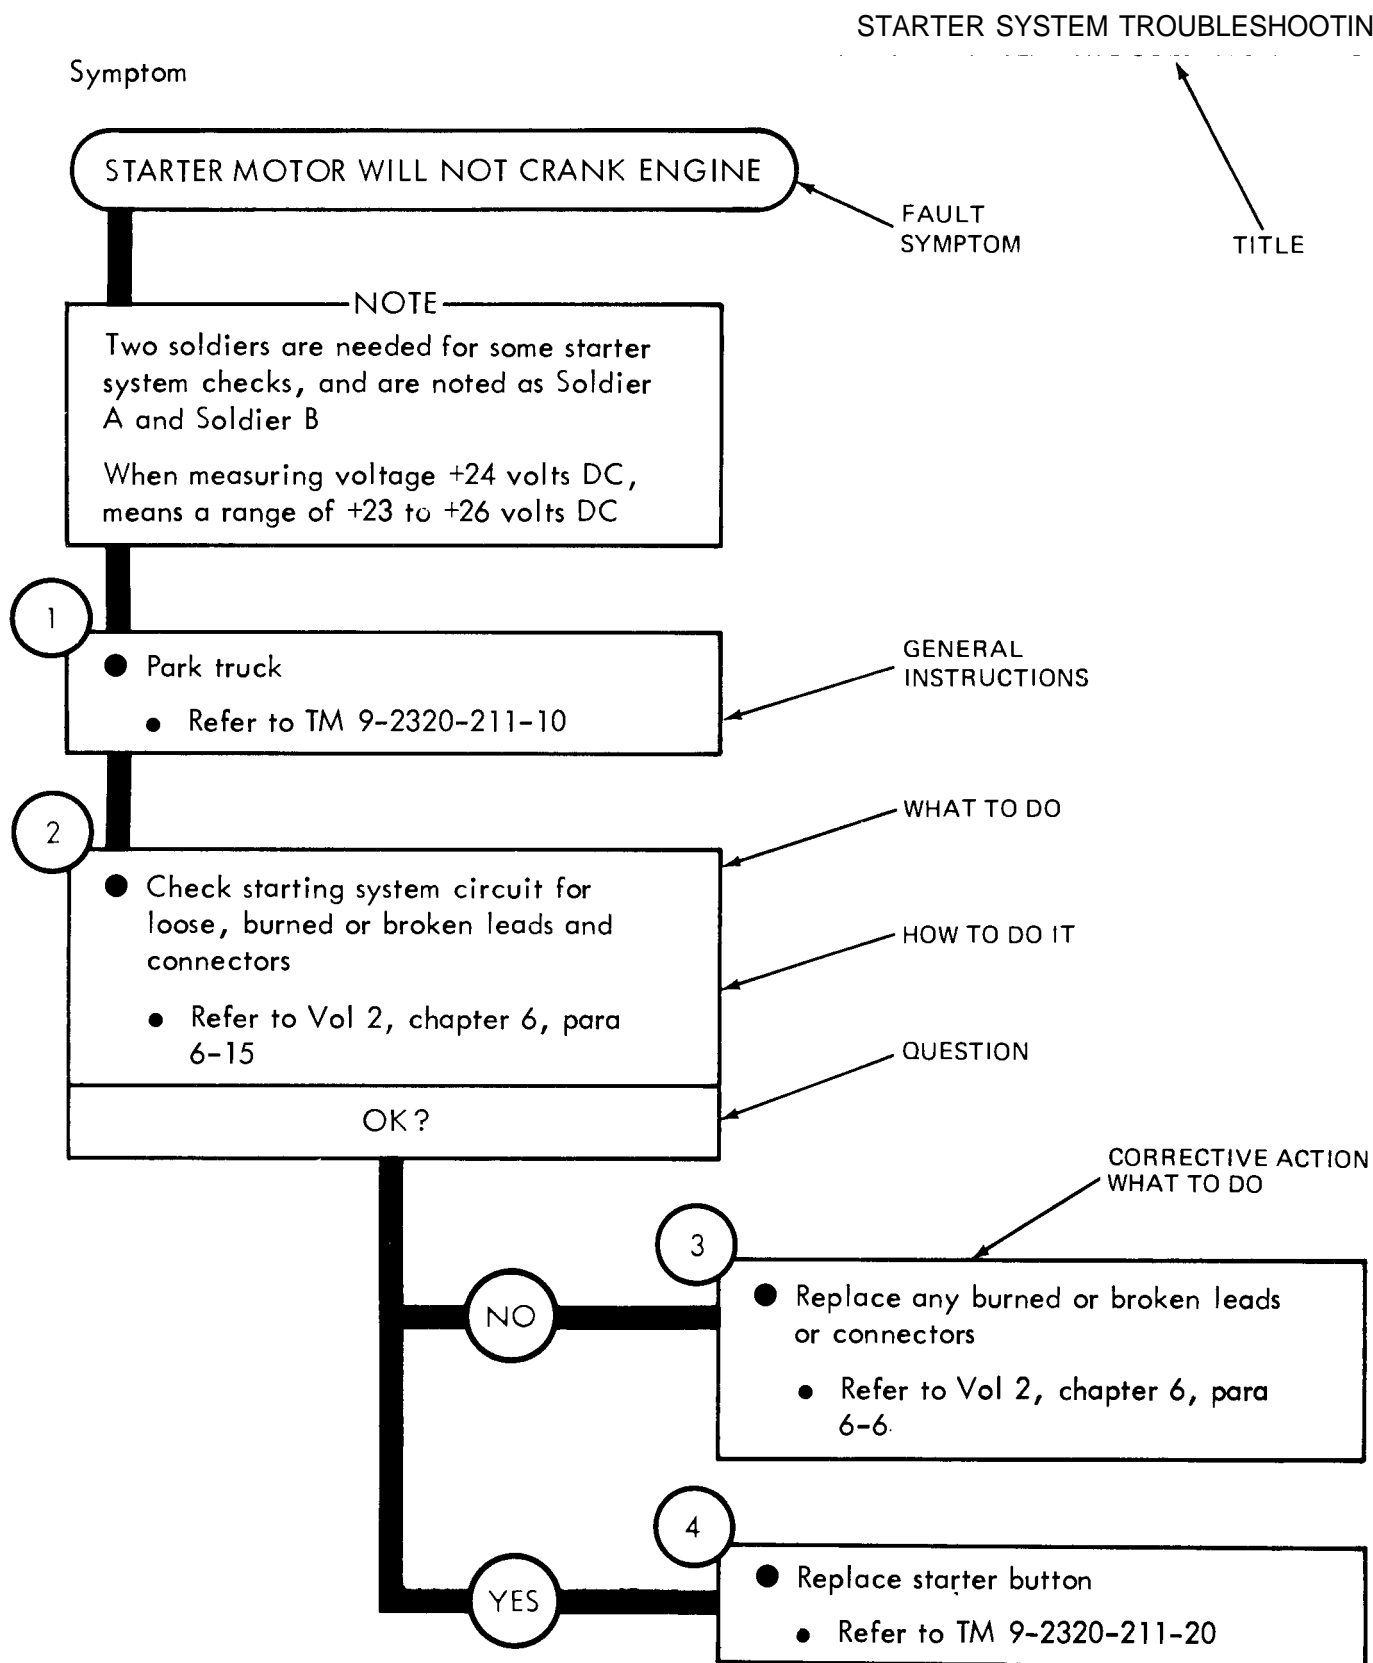 STARTER SYSTEM TROUBLESHOOTIN
Symptom
STARTER MOTOR WILL NOT CRANK ENGINE
FAULT
SYMPTOM
TITLE
NOTE
Two soldiers are needed for some starter
system checks, and are noted as Soldier
A and Soldier B
When measuring voltage +24 volts DC,
means a range of +23 to +26 volts DC
1
● Park truck
● Refer to TM 9-2320-211-10
GENERAL
INSTRUCTIONS
2
● Check starting system circuit for
loose, burned or broken leads and
connectors
● Refer to Vol 2, chapter 6, para
6-15
WHAT TO DO
HOW TO DO IT
OK?
QUESTION
CORRECTIVE ACTION
WHAT TO DO
NO
3
● Replace any burned or broken leads
or connectors
● Refer to Vol 2, chapter 6, para
6-6
YES
4
● Replace starter button
● Refer to TM 9-2320-211-20